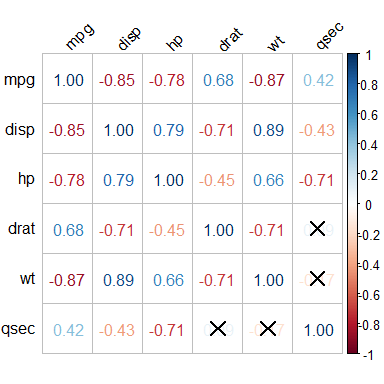 mpg disp hp drat wt qsec
mpg 1.00 -0.85 -0.78 0.68 -0.87 0.42 1
0.8
disp -0.85 1.00 0.79 -0.71 0.89 -0.43 0.6
0.4
hp -0.78 0.79 1.00 -0.45 0.66 -0.71 0.2
0
drat 0.68 -0.71 -0.45 1.00 -0.71 -0.2
-0.4
wt -0.87 0.89 0.66 -0.71 1.00 -0.6
qsec 0.42 -0.43 -0.71 1.00 -0.8
-1